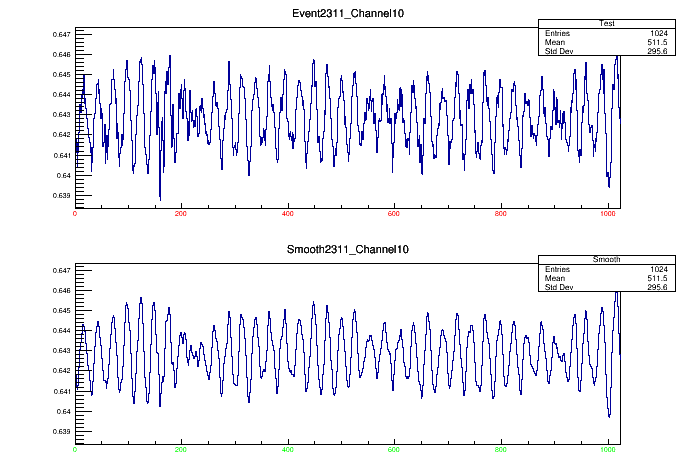 Event2311_Channel10
Test
Entries 1024
Mean 511.5
Std Dev 295.6
0.647
0.646
0.645
0.644
0.643
0.642
0.641
0.64
0.639
0 200 400 600 800 1000
Smooth2311_Channel10
Smooth
Entries 1024
Mean 511.5
Std Dev 295.6
0.647
0.646
0.645
0.644
0.643
0.642
0.641
0.64
0.639
0 200 400 600 800 1000